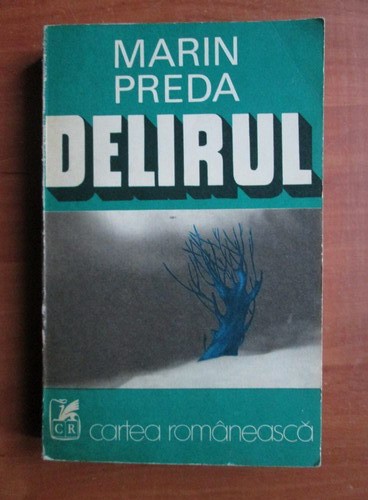 MARIN
PREDA
DELIRUL
CR
cartea românească